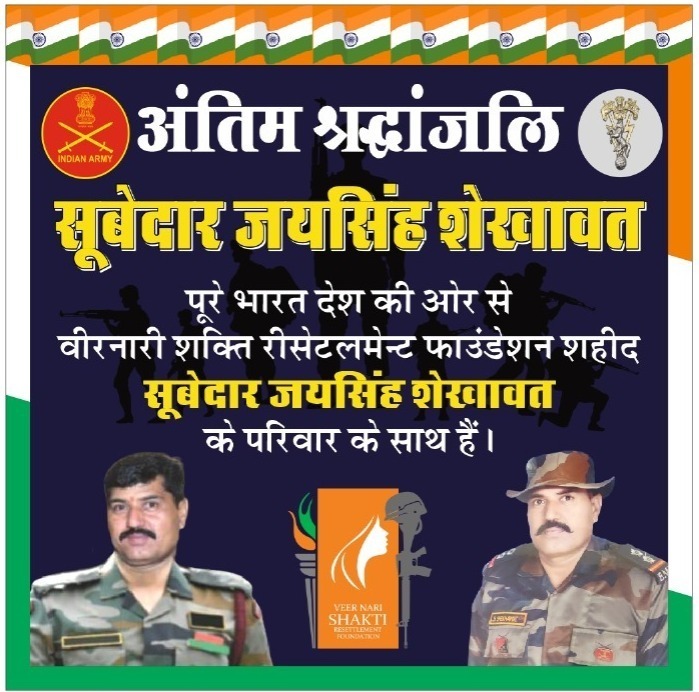 अंतिम श्रद्धांजलि
INDIAN ARMY
सूबेदार जयसिंह शेखावत
पूरे भारत देश की ओर से
वीरनारी शक्ति रीसेटलमेन्ट फाउंडेशन शहीद
सूबेदार जयसिंह शेखावत
के परिवार के साथ हैं।
VEER NARI
SHAKTI
RESETTLEMENT
FOUNDATION